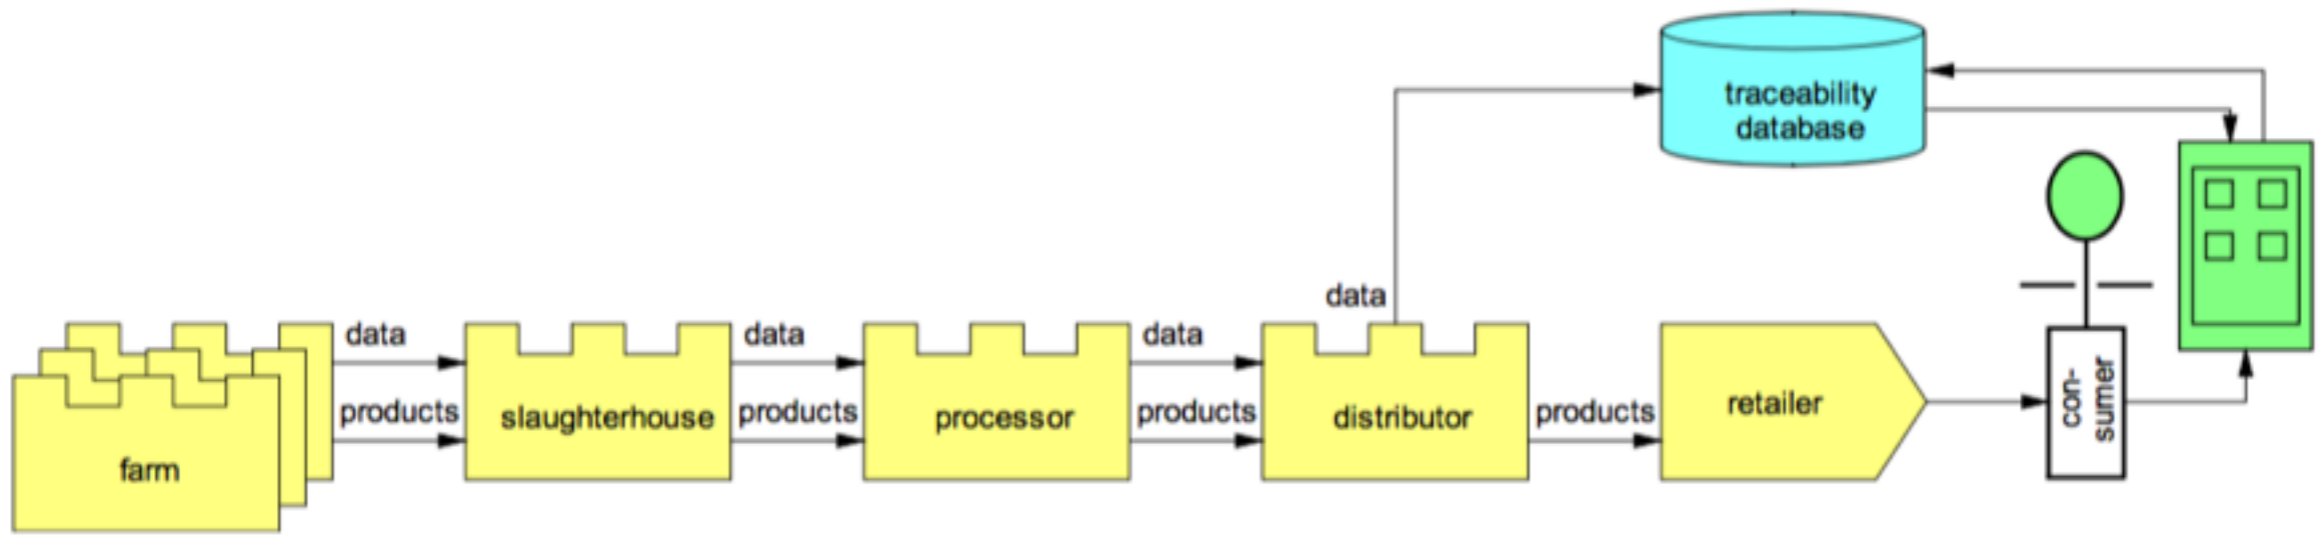 traceability
database
data
data
data
data
products
products
products
products
farm
slaughterhouse
processor
distributor
retailer
con-
sumer